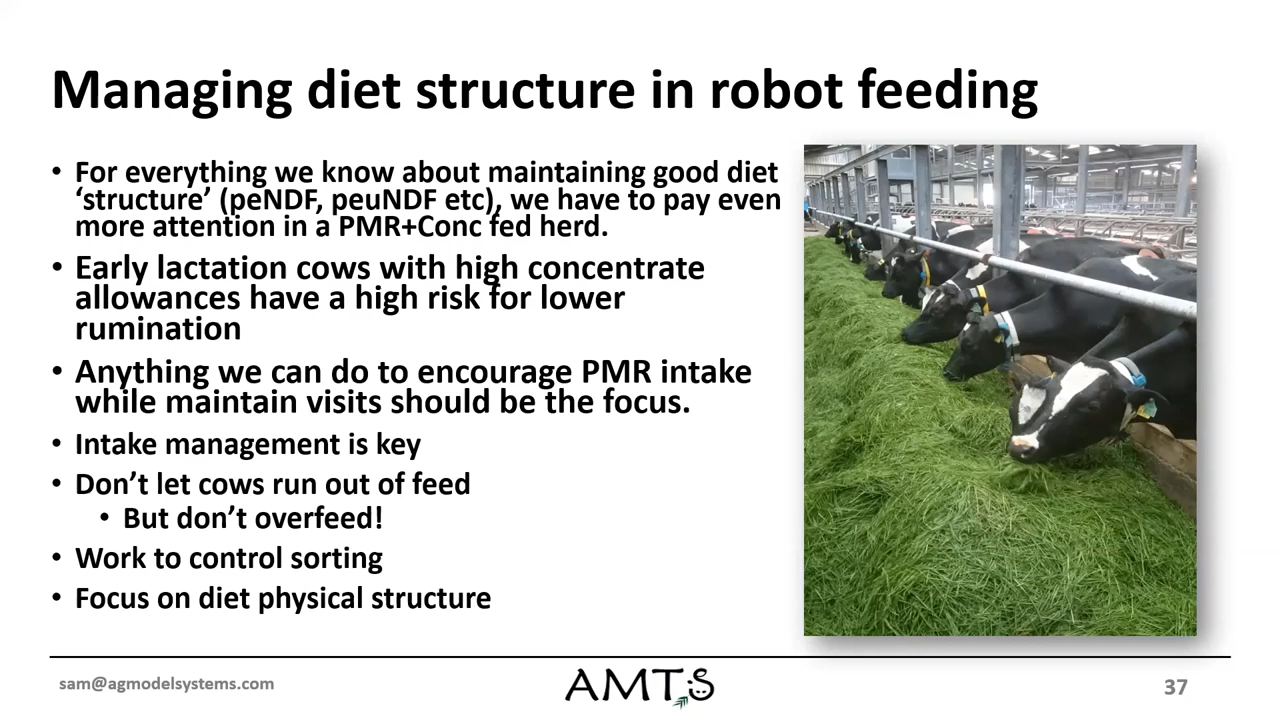 Managing diet structure in robot feeding
• For everything we know about maintaining good diet
‘structure’ (peNDF, peuNDF etc), we have to pay even
more attention in a PMR+Conc fed herd.
• Early lactation cows with high concentrate
allowances have a high risk for lower
rumination
• Anything we can do to encourage PMR intake
while maintain visits should be the focus.
• Intake management is key
• Don’t let cows run out of feed
• But don’t overfeed!
• Work to control sorting
• Focus on diet physical structure
sam@agmodelsystems.com
AMTS
37